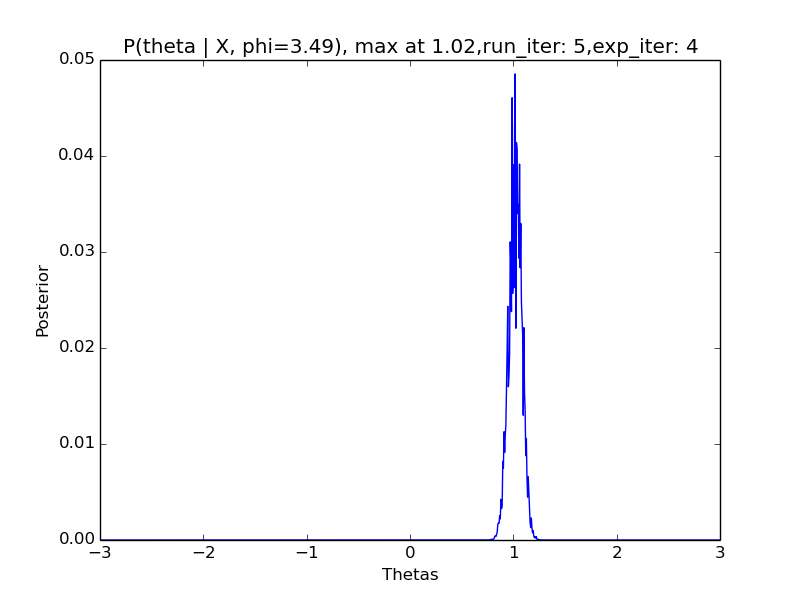 P(theta | X, phi=3.49), max at 1.02,run_iter: 5,exp_iter: 4
0.05
0.04
0.03
0.02
0.01
0.00
Posterior
−3 −2 −1 0 1 2 3
Thetas